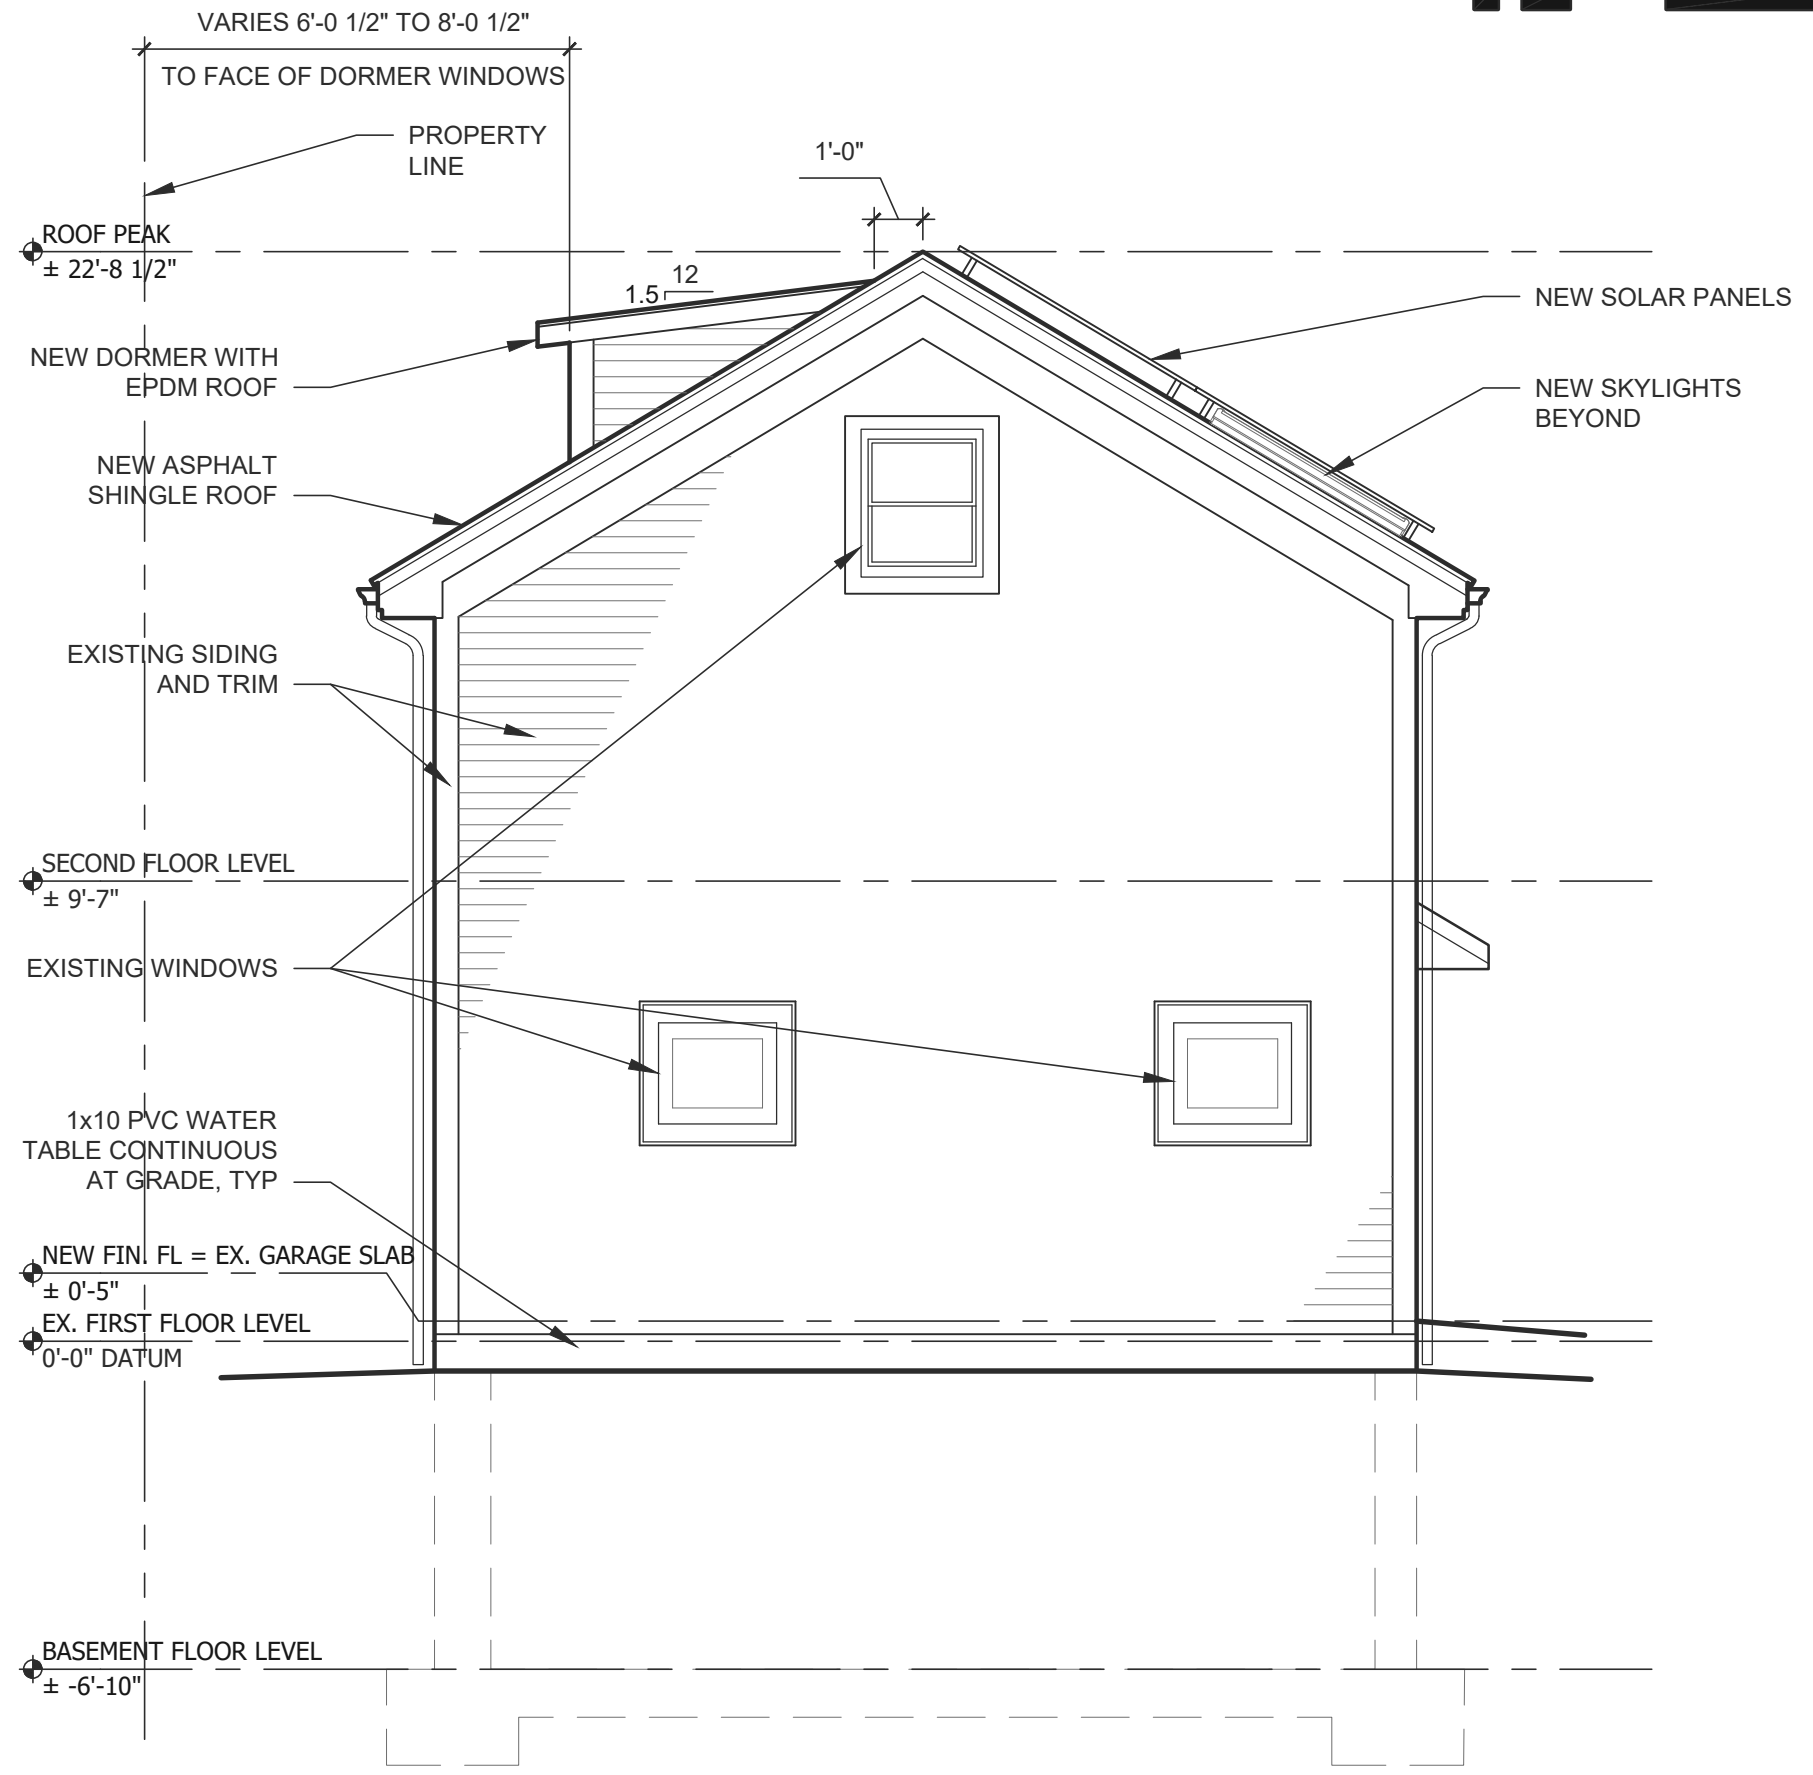 VARIES 6'-0 1/2" TO 8'-0 1/2"
TO FACE OF DORMER WINDOWS
PROPERTY
LINE
1'-0"
ROOF PEAK
± 22'-8 1/2"
12
1.5
NEW SOLAR PANELS
NEW DORMER WITH
EPDM ROOF
NEW SKYLIGHTS
BEYOND
NEW ASPHALT
SHINGLE ROOF
EXISTING SIDING
AND TRIM
SECOND FLOOR LEVEL
± 9'-7"
EXISTING WINDOWS
1x10 PVC WATER
TABLE CONTINUOUS
AT GRADE, TYP
NEW FIN. FL = EX. GARAGE SLAB
± 0'-5"
EX. FIRST FLOOR LEVEL
0'-0" DATUM
BASEMENT FLOOR LEVEL
± -6'-10"